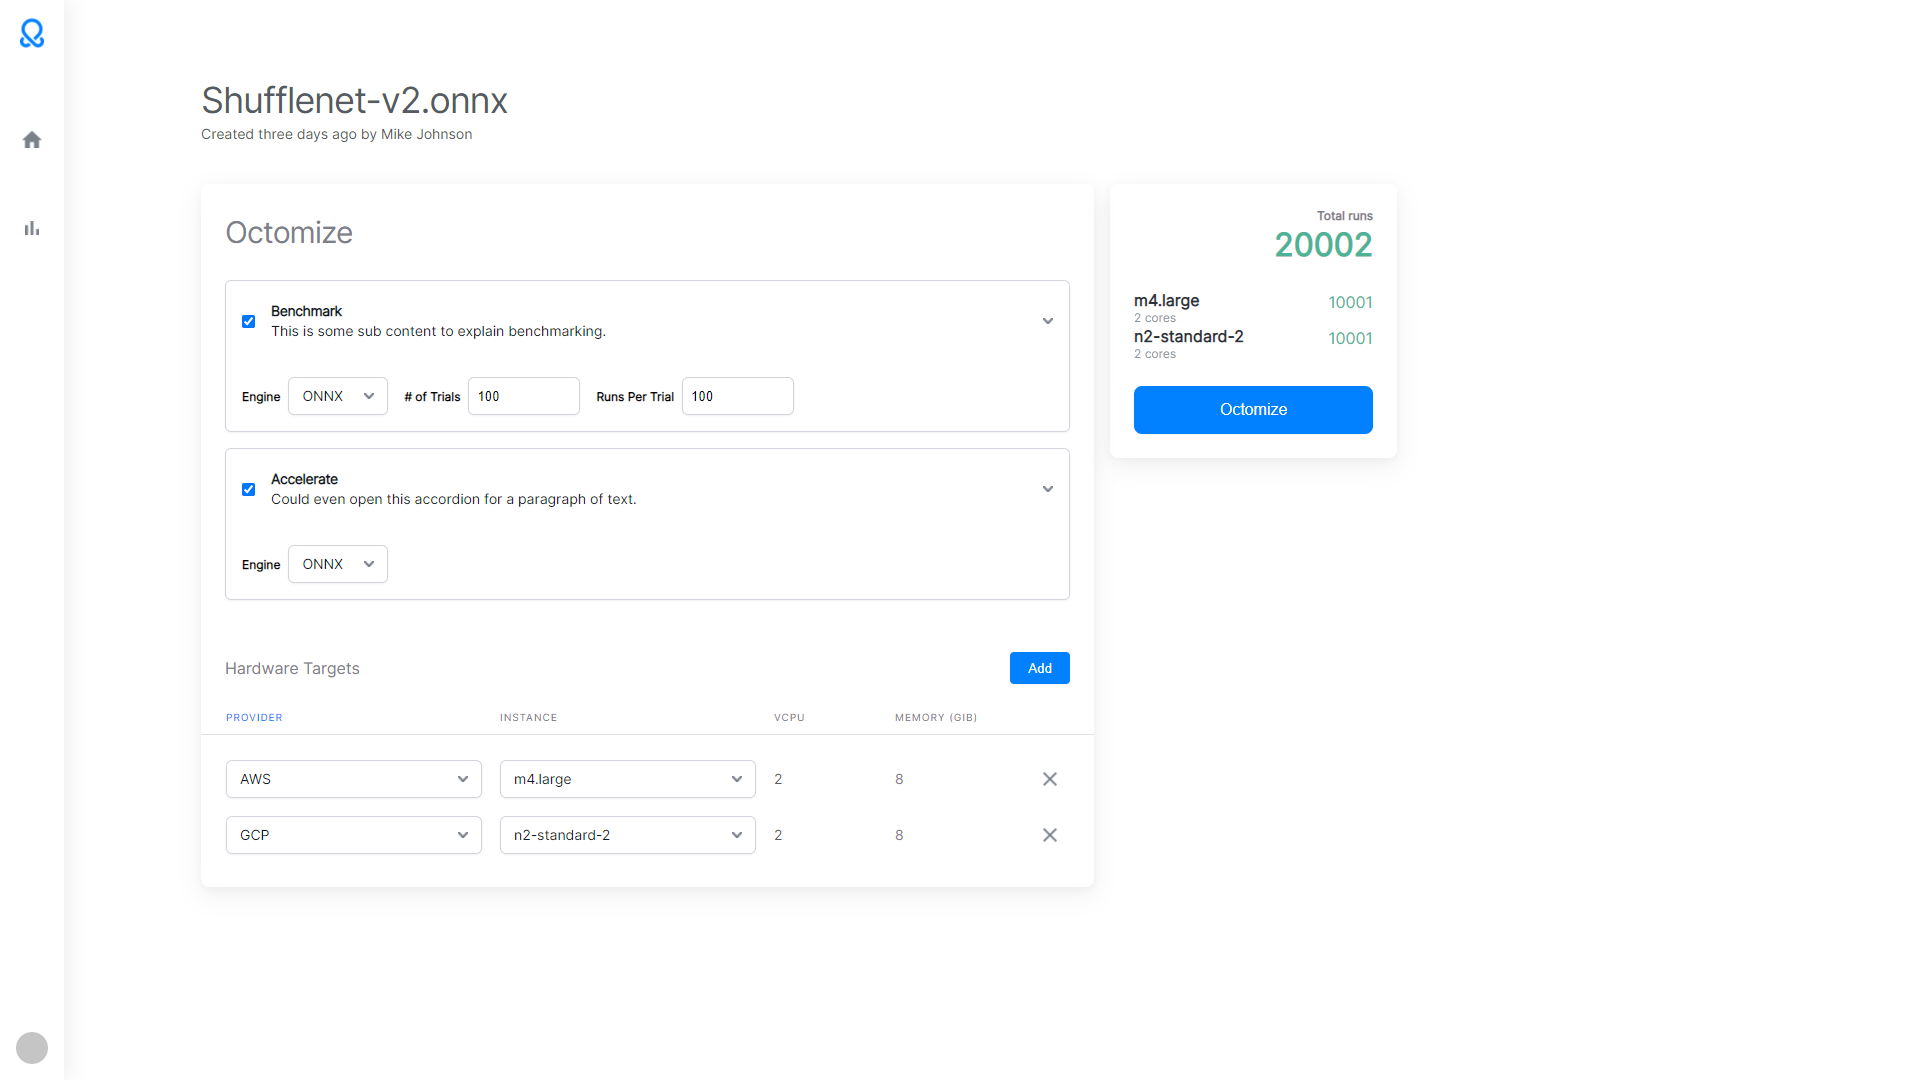 Shufflenet-v2.onnx
Created three days ago by Mike Johnson
Octomize
Benchmark
This is some sub content to explain benchmarking.
Engine ONNX # of Trials 100 Runs Per Trial 100
Accelerate
Could even open this accordion for a paragraph of text.
Engine ONNX
Hardware Targets Add
PROVIDER INSTANCE VCPU MEMORY (GIB)
AWS m4.large 2 8
GCP n2-standard-2 2 8
Total runs
20002
m4.large 10001
2 cores
n2-standard-2 10001
2 cores
Octomize